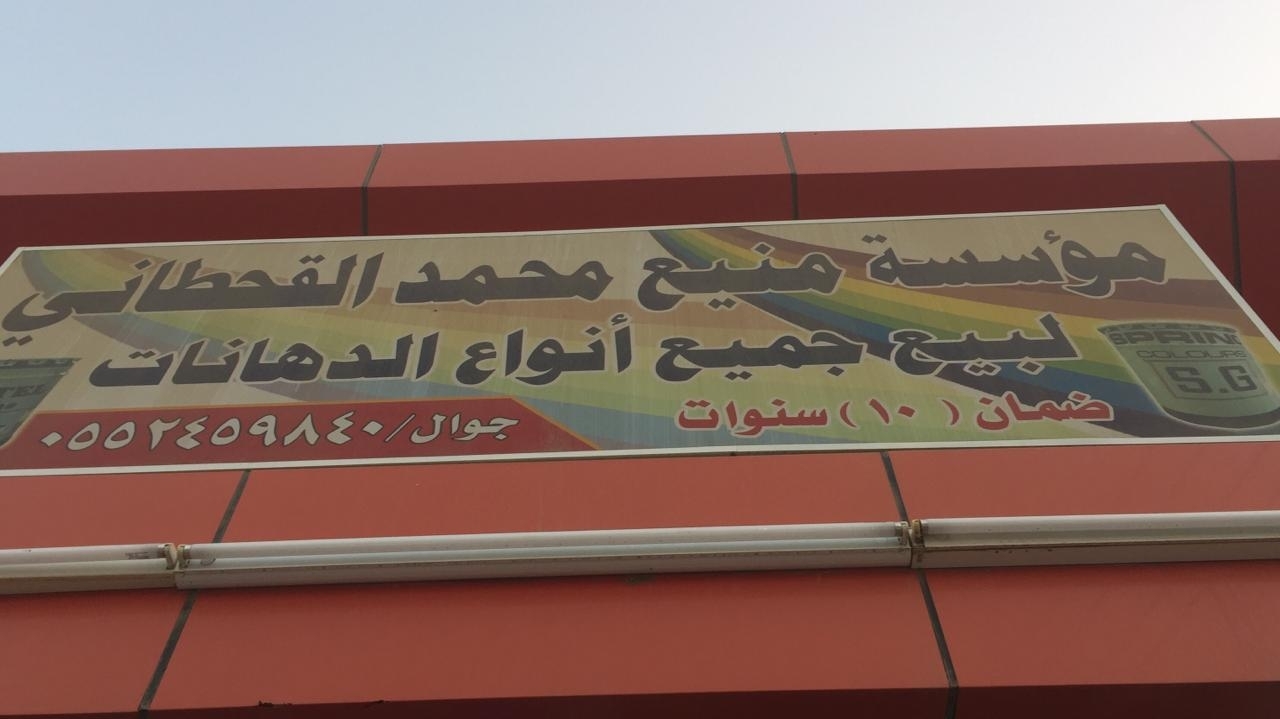 مؤسسة منيع محمد القحطاني
لبيع جميع أنواع الدهانات
ضمان (١٠) سنوات
جوال/٠٥٥٢٤٥٩٨٤٠
SPRING
COLOURS
S.G